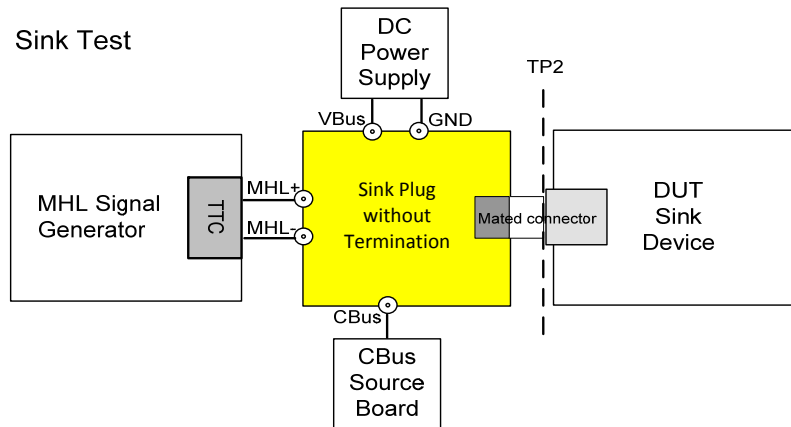 Sink Test
DC
Power
Supply
TP2
VBus
GND
MHL Signal
Generator
TTC
MHL+
MHL-
Sink Plug
without
Termination
Mated connector
DUT
Sink
Device
CBus
CBus
Source
Board